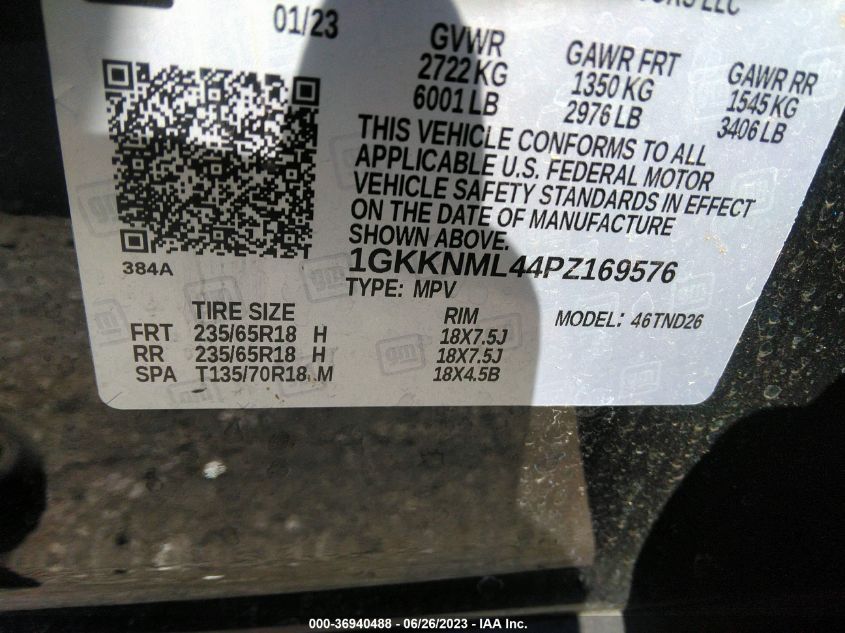 LLC
01/23
GVWR
2722 KG
6001 LB
GAWR FRT
1350 KG
2976 LB
GAWR RR
1545 KG
3406 LB
THIS VEHICLE CONFORMS TO ALL
APPLICABLE U.S. FEDERAL MOTOR
VEHICLE SAFETY STANDARDS IN EFFECT
ON THE DATE OF MANUFACTURE
SHOWN ABOVE.
384A
1GKKNML44PZ169576
TYPE: MPV
MODEL: 46TND26
TIRE SIZE RIM
FRT 235/65R18 H 18X7.5J
RR 235/65R18 H 18X7.5J
SPA T135/70R18 M 18X4.5B
gm
000-36940488 - 06/26/2023 - IAA Inc.